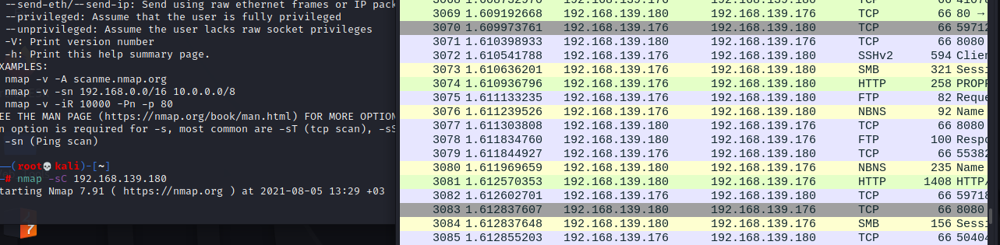 --send-eth/--send-ip: Send using raw ethernet frames or IP pack
--privileged: Assume that the user is fully privileged
--unprivileged: Assume the user lacks raw socket privileges
-V: Print version number
-h: Print this help summary page.
XAMPLES:
nmap -v -A scanme.nmap.org
nmap -v -sn 192.168.0.0/16 10.0.0.0/8
nmap -v -iR 10000 -Pn -p 80
EE THE MAN PAGE (https://nmap.org/book/man.html) FOR MORE OPTION
n option is required for -s, most common are -sT (tcp scan), -sS
-sn (Ping scan)
(root💀kali)-[~]
# nmap -sC 192.168.139.180
tarting Nmap 7.91 ( https://nmap.org ) at 2021-08-05 13:29 +03
7
3069 1.609192668 192.168.139.180 192.168.139.176 TCP 66 80 →
3070 1.609973761 192.168.139.176 192.168.139.180 TCP 66 59712
3071 1.610398933 192.168.139.180 192.168.139.176 TCP 66 8080
3072 1.610541788 192.168.139.176 192.168.139.180 SSHv2 594 Clien
3073 1.610636201 192.168.139.176 192.168.139.180 SMB 321 Sessi
3074 1.610936796 192.168.139.176 192.168.139.180 HTTP 258 PROPF
3075 1.611133235 192.168.139.176 192.168.139.180 FTP 82 Reque
3076 1.611239526 192.168.139.176 192.168.139.180 NBNS 92 Name
3077 1.611303808 192.168.139.180 192.168.139.176 TCP 66 8080
3078 1.611834760 192.168.139.180 192.168.139.176 FTP 100 Respo
3079 1.611844927 192.168.139.176 192.168.139.180 TCP 66 55382
3080 1.611969659 192.168.139.180 192.168.139.176 NBNS 235 Name
3081 1.612570353 192.168.139.180 192.168.139.176 HTTP 1408 HTTP/
3082 1.612602701 192.168.139.176 192.168.139.180 TCP 66 59718
3083 1.612837607 192.168.139.180 192.168.139.176 TCP 66 8080
3084 1.612837648 192.168.139.180 192.168.139.176 SMB 156 Sessi
3085 1.612855203 192.168.139.176 192.168.139.180 TCP 66 50404